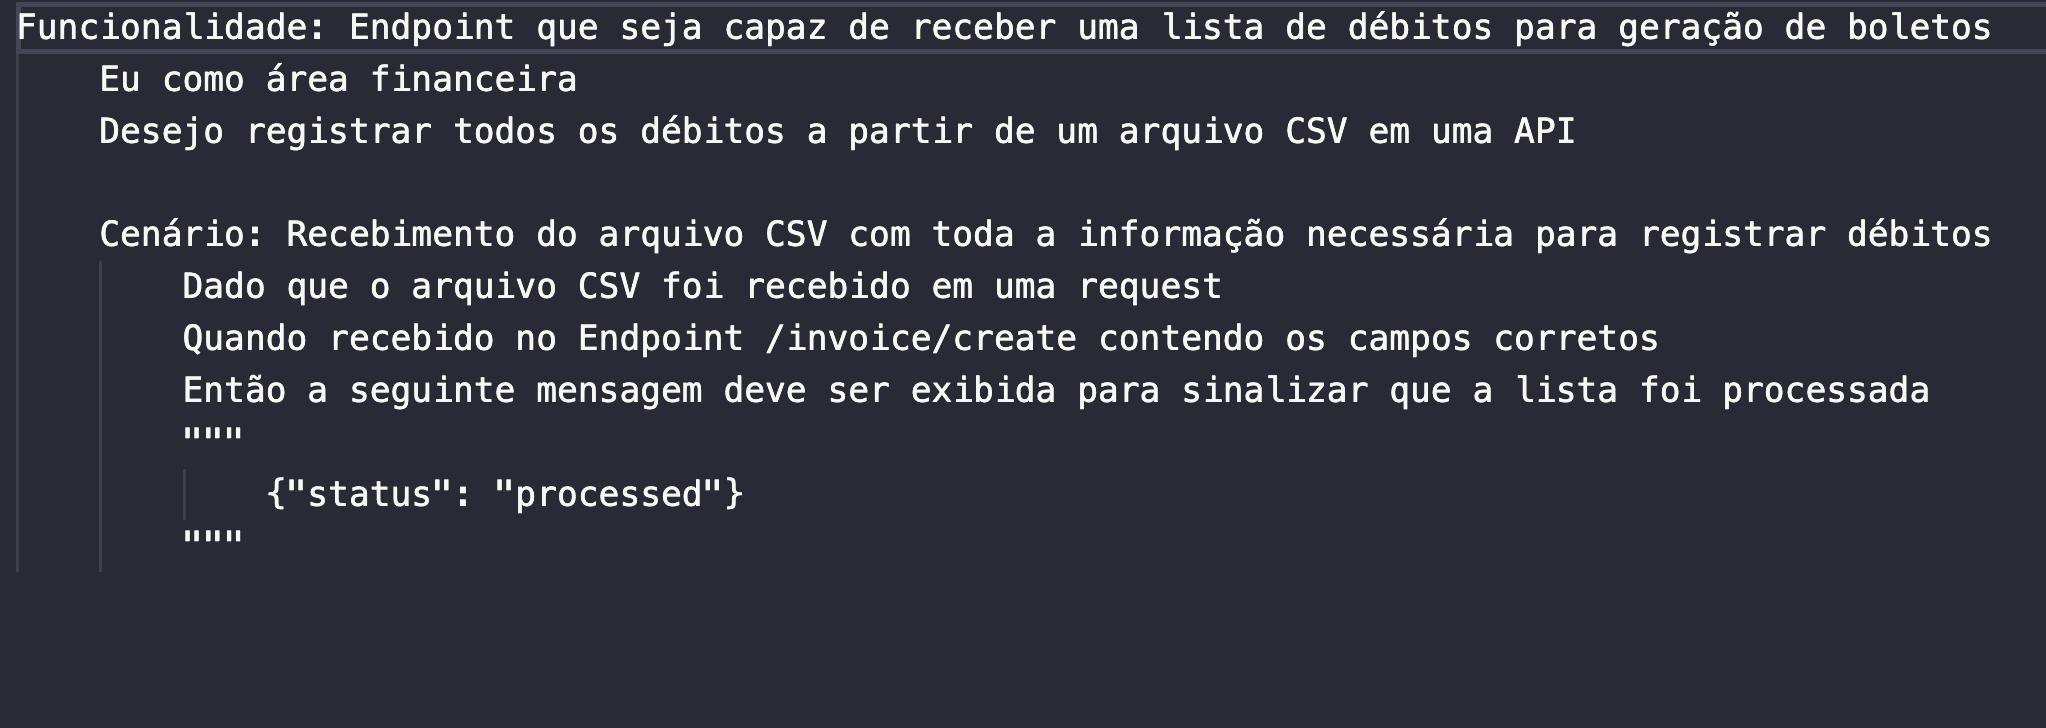 Funcionalidade: Endpoint que seja capaz de receber uma lista de débitos para geração de boletos
Eu como área financeira
Desejo registrar todos os débitos a partir de um arquivo CSV em uma API
Cenário: Recebimento do arquivo CSV com toda a informação necessária para registrar débitos
Dado que o arquivo CSV foi recebido em uma request
Quando recebido no Endpoint /invoice/create contendo os campos corretos
Então a seguinte mensagem deve ser exibida para sinalizar que a lista foi processada
"""
{"status": "processed"}
"""